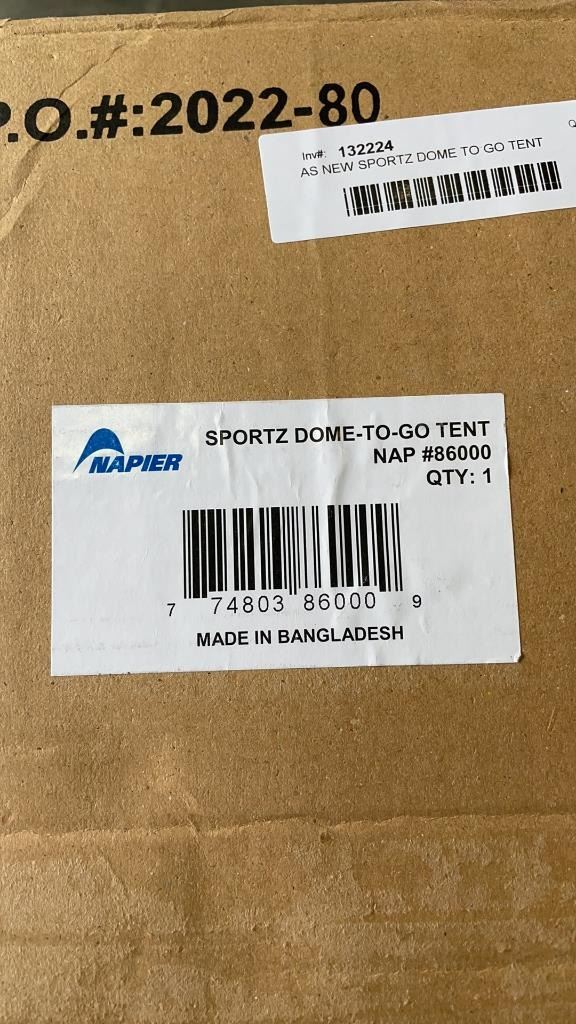 P.O.#:2022-80
Inv#: 132224
AS NEW SPORTZ DOME TO GO TENT
NAPIER
SPORTZ DOME-TO-GO TENT
NAP #86000
QTY: 1
7 74803 86000 9
MADE IN BANGLADESH